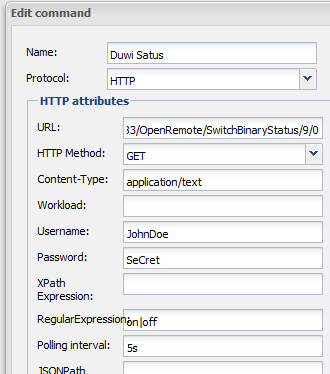 Edit command
Name: Duwi Satus
Protocol: HTTP
HTTP attributes
URL: 33/OpenRemote/SwitchBinaryStatus/9/0
HTTP Method: GET
Content-Type: application/text
Workload:
Username: JohnDoe
Password: SeCret
XPath
Expression:
RegularExpression: on|off
Polling interval: 5s
JSONPath